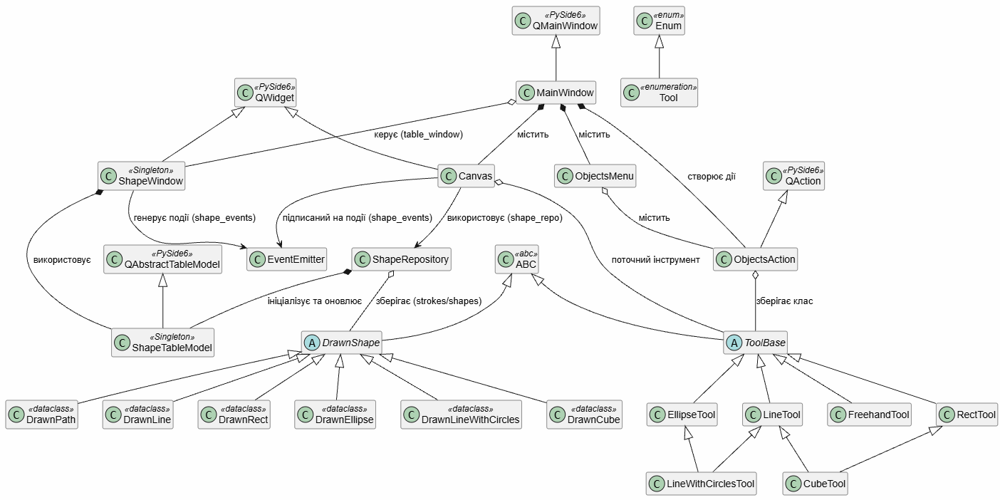 C «PySide6»
QMainWindow
C «enum»
Enum
C «PySide6»
QWidget
C MainWindow
C «enumeration»
Tool
керує (table_window)
містить
містить
C «Singleton»
ShapeWindow
C Canvas
C ObjectsMenu
створює дії
C «PySide6»
QAction
генерує події (shape_events)
підписаний на події (shape_events)
використовує (shape_repo)
містить
використовує
C «PySide6»
QAbstractTableModel
C EventEmitter
C ShapeRepository
C «abc»
ABC
поточний інструмент
C ObjectsAction
ініціалізує та оновлює
зберігає (strokes/shapes)
зберігає клас
C «Singleton»
ShapeTableModel
A DrawnShape
A ToolBase
C «dataclass»
DrawnPath
C «dataclass»
DrawnLine
C «dataclass»
DrawnRect
C «dataclass»
DrawnEllipse
C «dataclass»
DrawnLineWithCircles
C «dataclass»
DrawnCube
C EllipseTool
C LineTool
C FreehandTool
C RectTool
C LineWithCirclesTool
C CubeTool